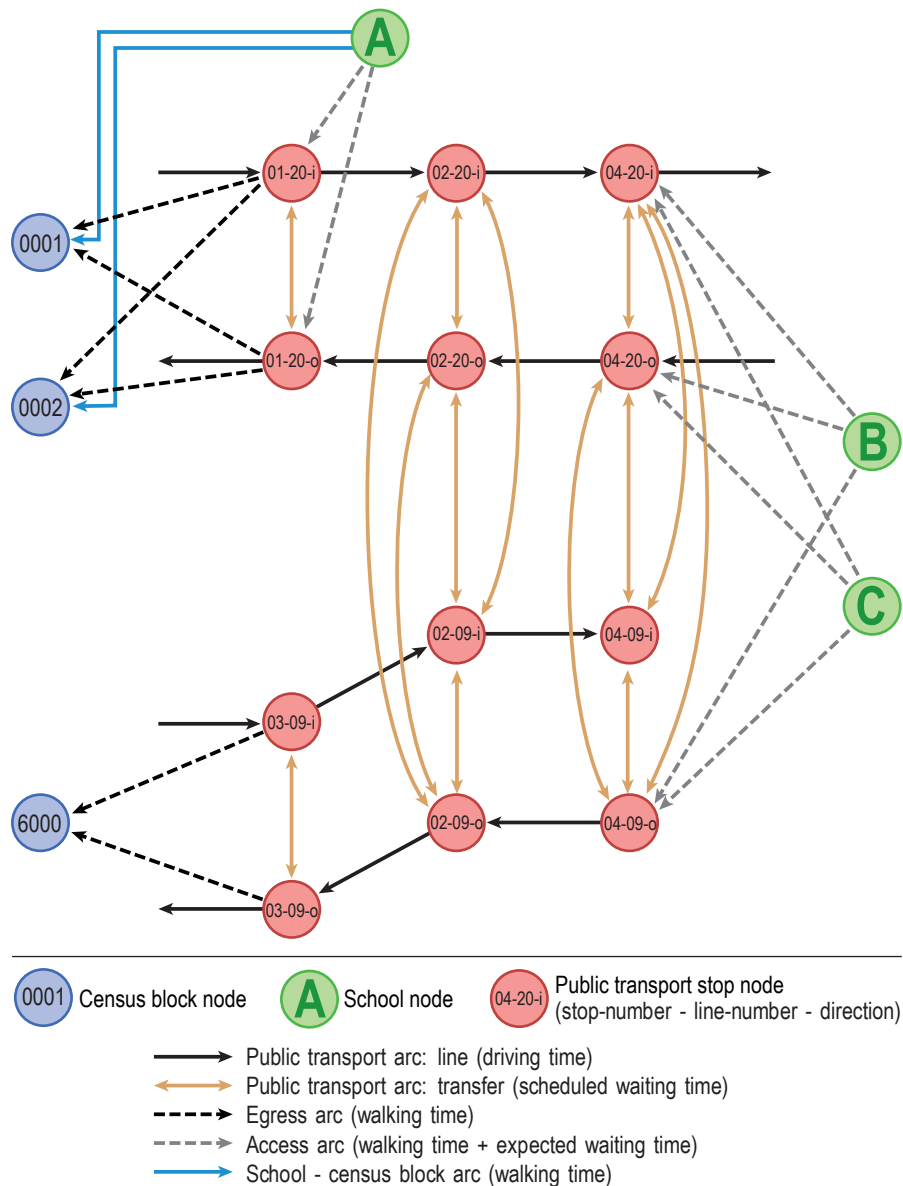 A
01-20-i
02-20-i
04-20-i
0001
01-20-o
02-20-o
04-20-o
0002
B
C
02-09-i
04-09-i
03-09-i
6000
02-09-o
04-09-o
03-09-o
0001 Census block node
A School node
04-20-i Public transport stop node
(stop-number - line-number - direction)
Public transport arc: line (driving time)
Public transport arc: transfer (scheduled waiting time)
Egress arc (walking time)
Access arc (walking time + expected waiting time)
School - census block arc (walking time)